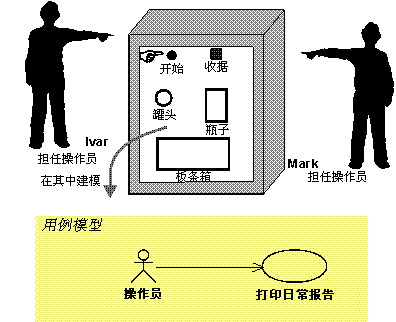 开始
收据
罐头
瓶子
板条箱
Ivar
担任操作员
在其中建模
Mark
担任操作员
用例模型
操作员
打印日常报告